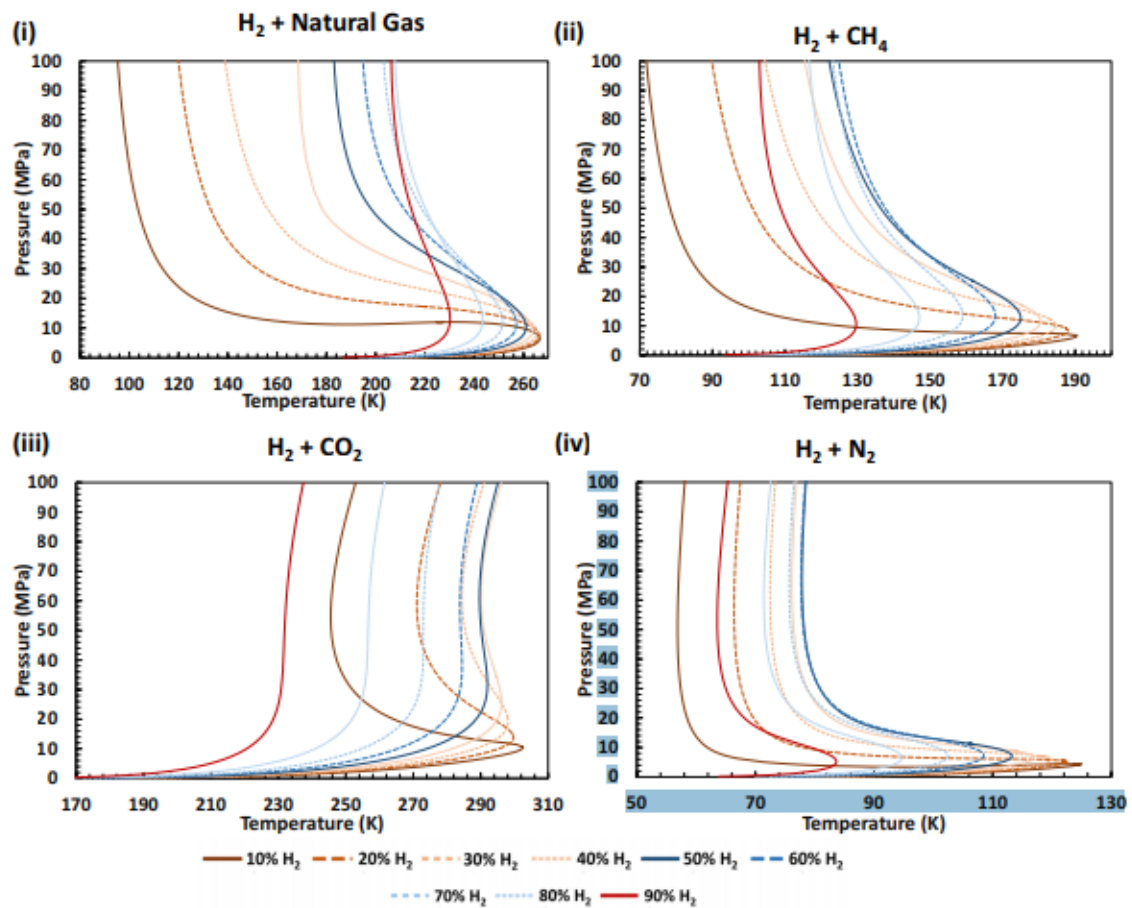 (i)
H2 + Natural Gas
Pressure (MPa)
100
90
80
70
60
50
40
30
20
10
0
80 100 120 140 160 180 200 220 240 260
Temperature (K)
(ii)
H2 + CH4
Pressure (MPa)
100
90
80
70
60
50
40
30
20
10
0
70 90 110 130 150 170 190
Temperature (K)
(iii)
H2 + CO2
Pressure (MPa)
100
90
80
70
60
50
40
30
20
10
0
170 190 210 230 250 270 290 310
Temperature (K)
(iv)
H2 + N2
Pressure (MPa)
100
90
80
70
60
50
40
30
20
10
0
50 70 90 110 130
Temperature (K)
10% H2 20% H2 30% H2 40% H2 50% H2 60% H2
70% H2 80% H2 90% H2